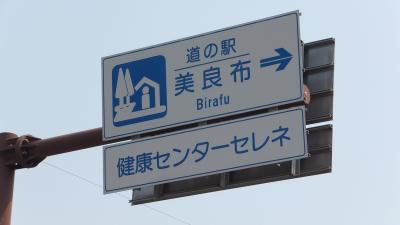 道の駅
美良布
Birafu
健康センターセレネ